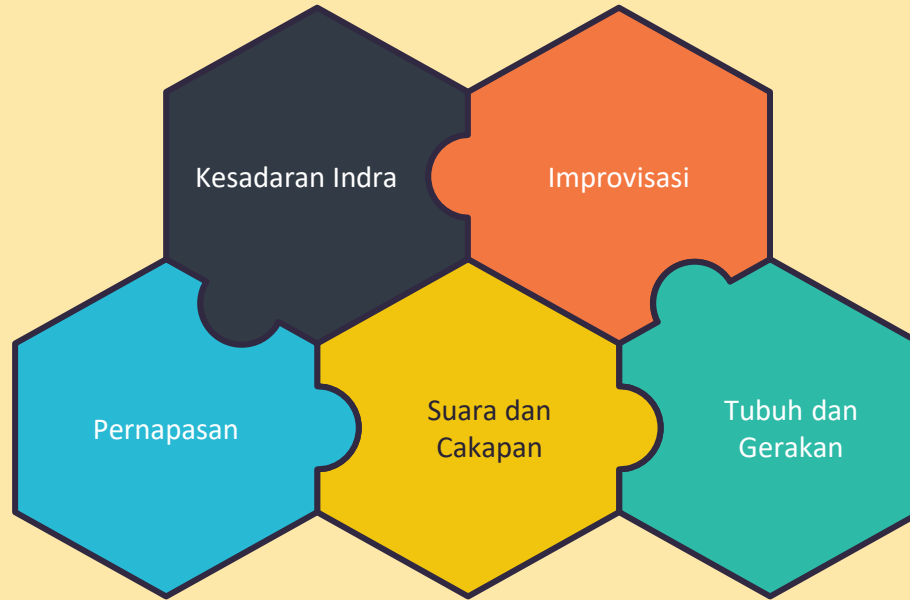 Kesadaran Indra
Improvisasi
Pernapasan
Suara dan
Cakapan
Tubuh dan
Gerakan